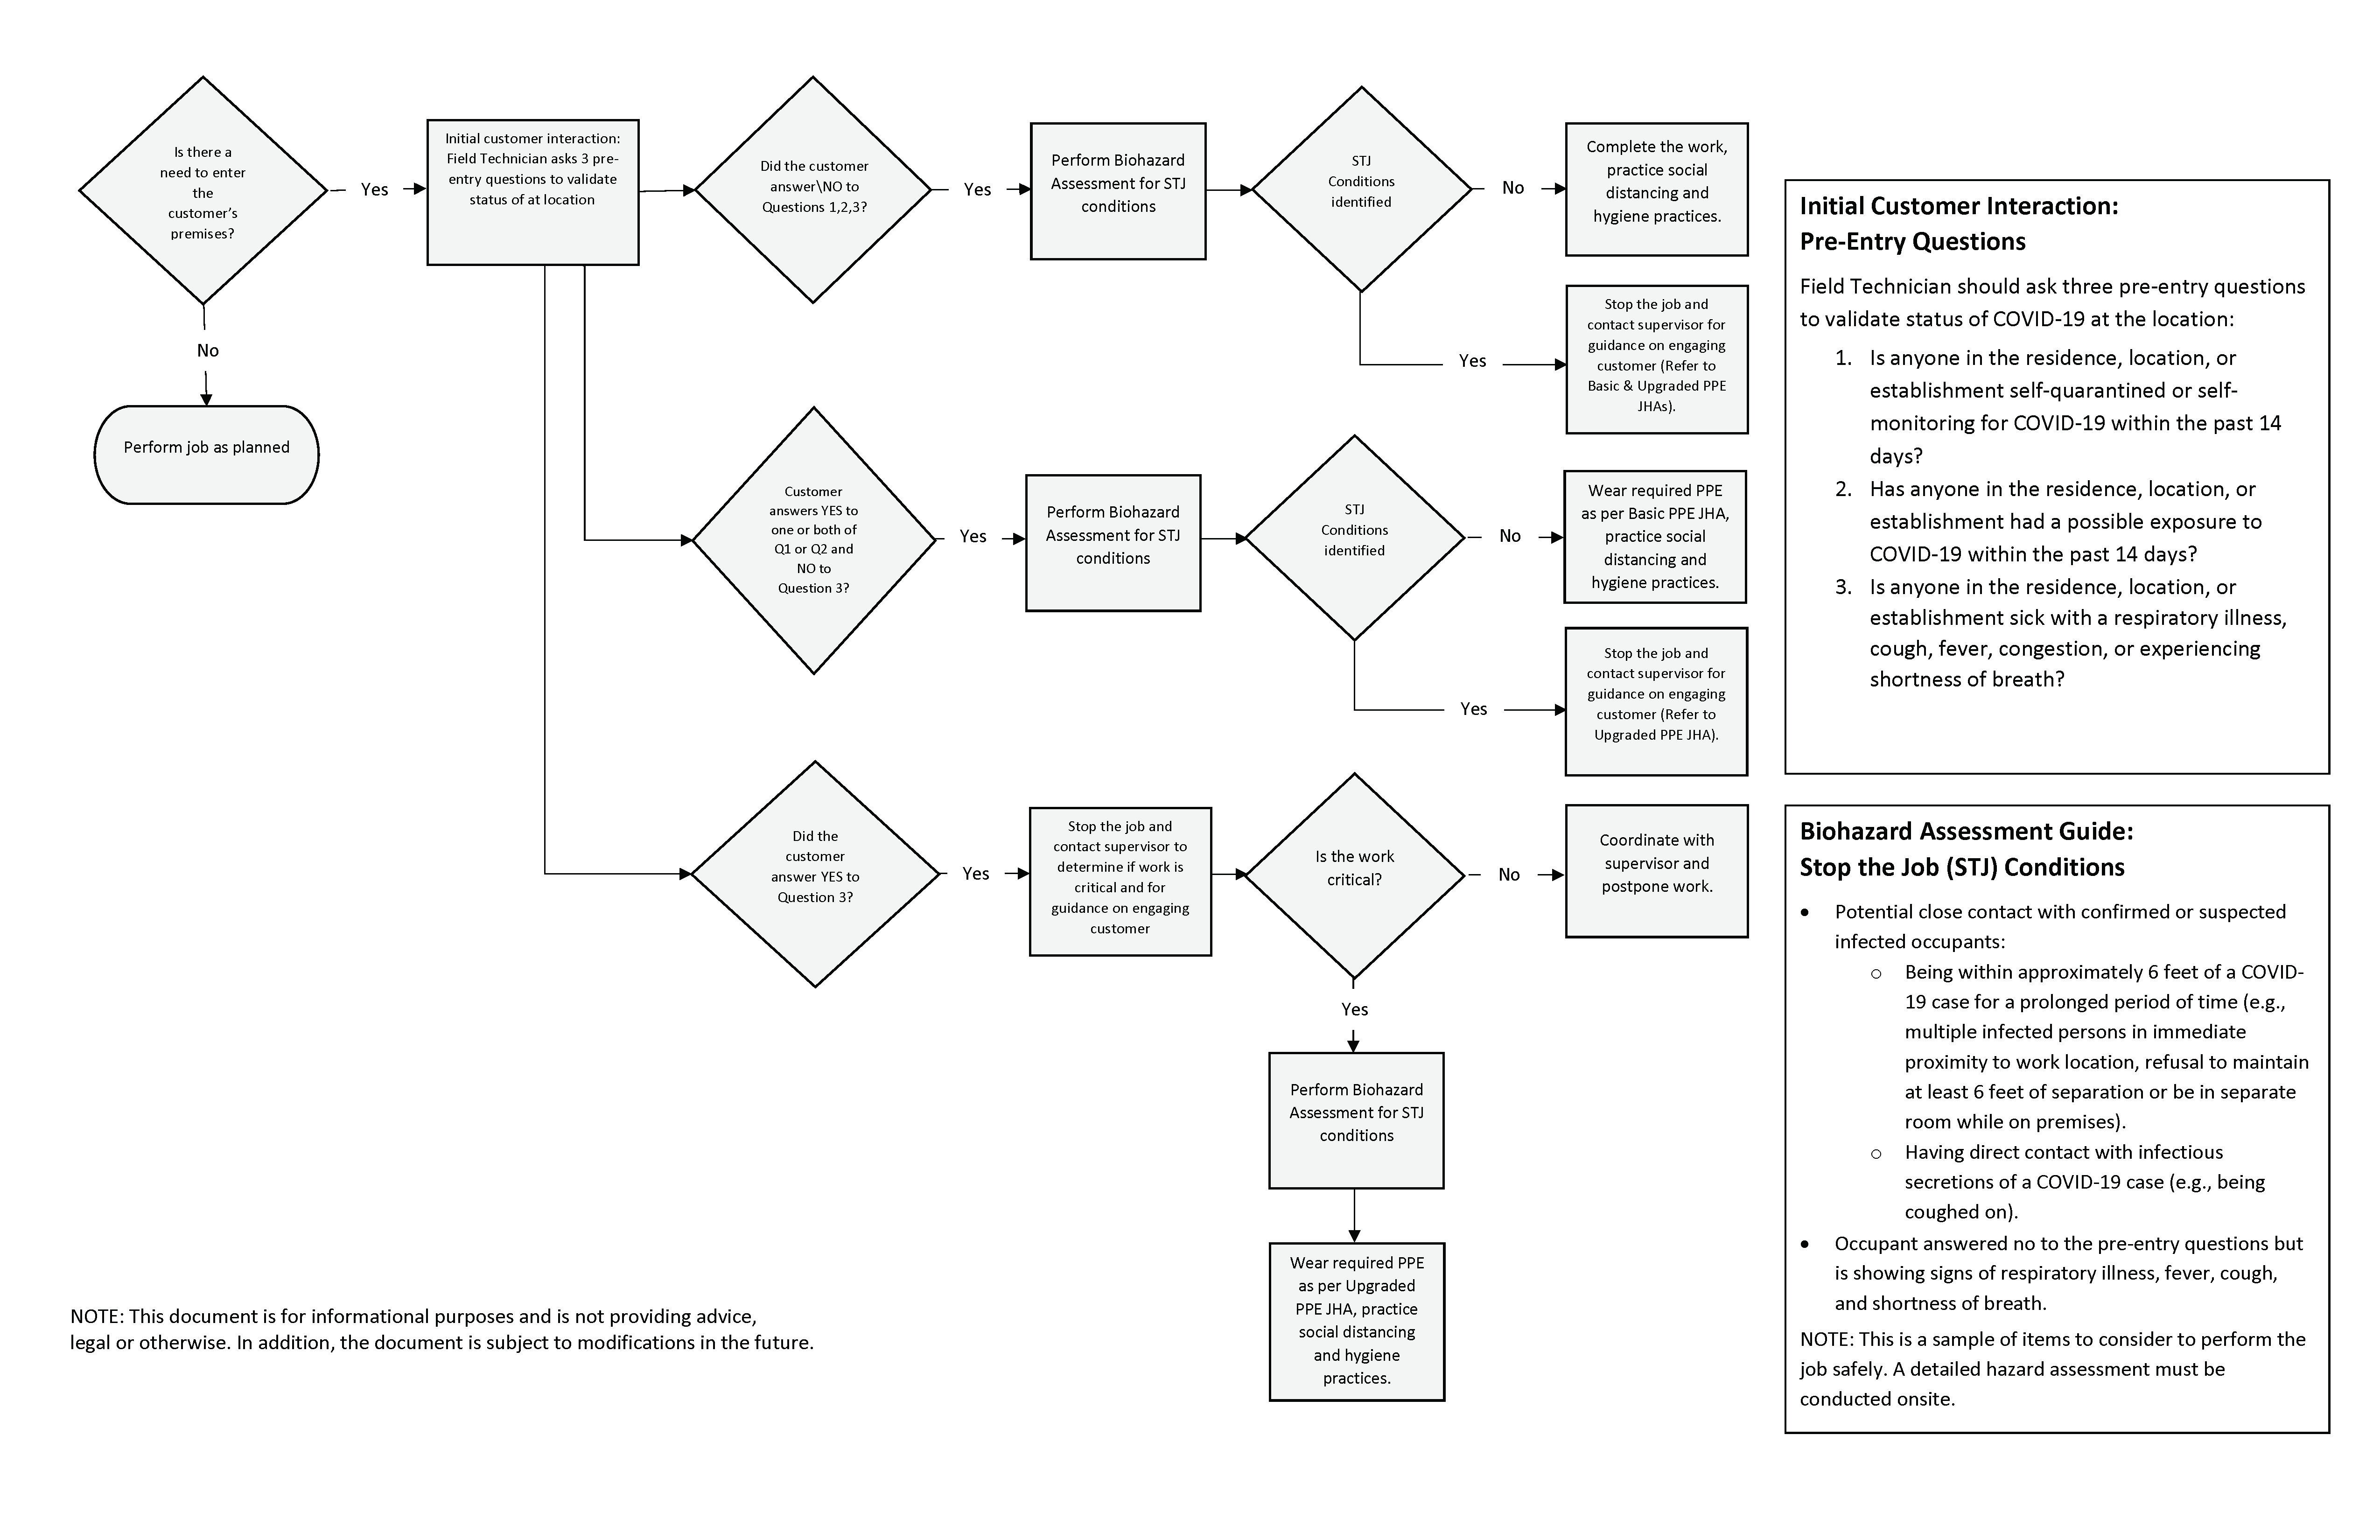 Is there a
need to enter
the
customer's
premises?
Yes
No
Perform job as planned
Initial customer interaction:
Field Technician asks 3 pre-
entry questions to validate
status of at location
Did the customer
answer\NO to
Questions 1,2,3?
Yes
Perform Biohazard
Assessment for STJ
conditions
STJ
Conditions
identified
No
Complete the work,
practice social
distancing and
hygiene practices.
Yes
Stop the job and
contact supervisor for
guidance on engaging
customer (Refer to
Basic & Upgraded PPE
JHAs).
Customer
answers YES to
one or both of
Q1 or Q2 and
NO to
Question 3?
Yes
Perform Biohazard
Assessment for STJ
conditions
STJ
Conditions
identified
No
Wear required PPE
as per Basic PPE JHA,
practice social
distancing and
hygiene practices.
Yes
Stop the job and
contact supervisor for
guidance on engaging
customer (Refer to
Upgraded PPE JHA).
Did the
customer
answer YES to
Question 3?
Yes
Stop the job and
contact supervisor to
determine if work is
critical and for
guidance on engaging
customer
Is the work
critical?
No
Coordinate with
supervisor and
postpone work.
Yes
Perform Biohazard
Assessment for STJ
conditions
Wear required PPE
as per Upgraded
PPE JHA, practice
social distancing
and hygiene
practices.
Initial Customer Interaction:
Pre-Entry Questions
Field Technician should ask three pre-entry questions
to validate status of COVID-19 at the location:
1. Is anyone in the residence, location, or
establishment self-quarantined or self-
monitoring for COVID-19 within the past 14
days?
2. Has anyone in the residence, location, or
establishment had a possible exposure to
COVID-19 within the past 14 days?
3. Is anyone in the residence, location, or
establishment sick with a respiratory illness,
cough, fever, congestion, or experiencing
shortness of breath?
Biohazard Assessment Guide:
Stop the Job (STJ) Conditions
• Potential close contact with confirmed or suspected
infected occupants:
o Being within approximately 6 feet of a COVID-
19 case for a prolonged period of time (e.g.,
multiple infected persons in immediate
proximity to work location, refusal to maintain
at least 6 feet of separation or be in separate
room while on premises).
o Having direct contact with infectious
secretions of a COVID-19 case (e.g., being
coughed on).
• Occupant answered no to the pre-entry questions but
is showing signs of respiratory illness, fever, cough,
and shortness of breath.
NOTE: This is a sample of items to consider to perform the
job safely. A detailed hazard assessment must be
conducted onsite.
NOTE: This document is for informational purposes and is not providing advice,
legal or otherwise. In addition, the document is subject to modifications in the future.